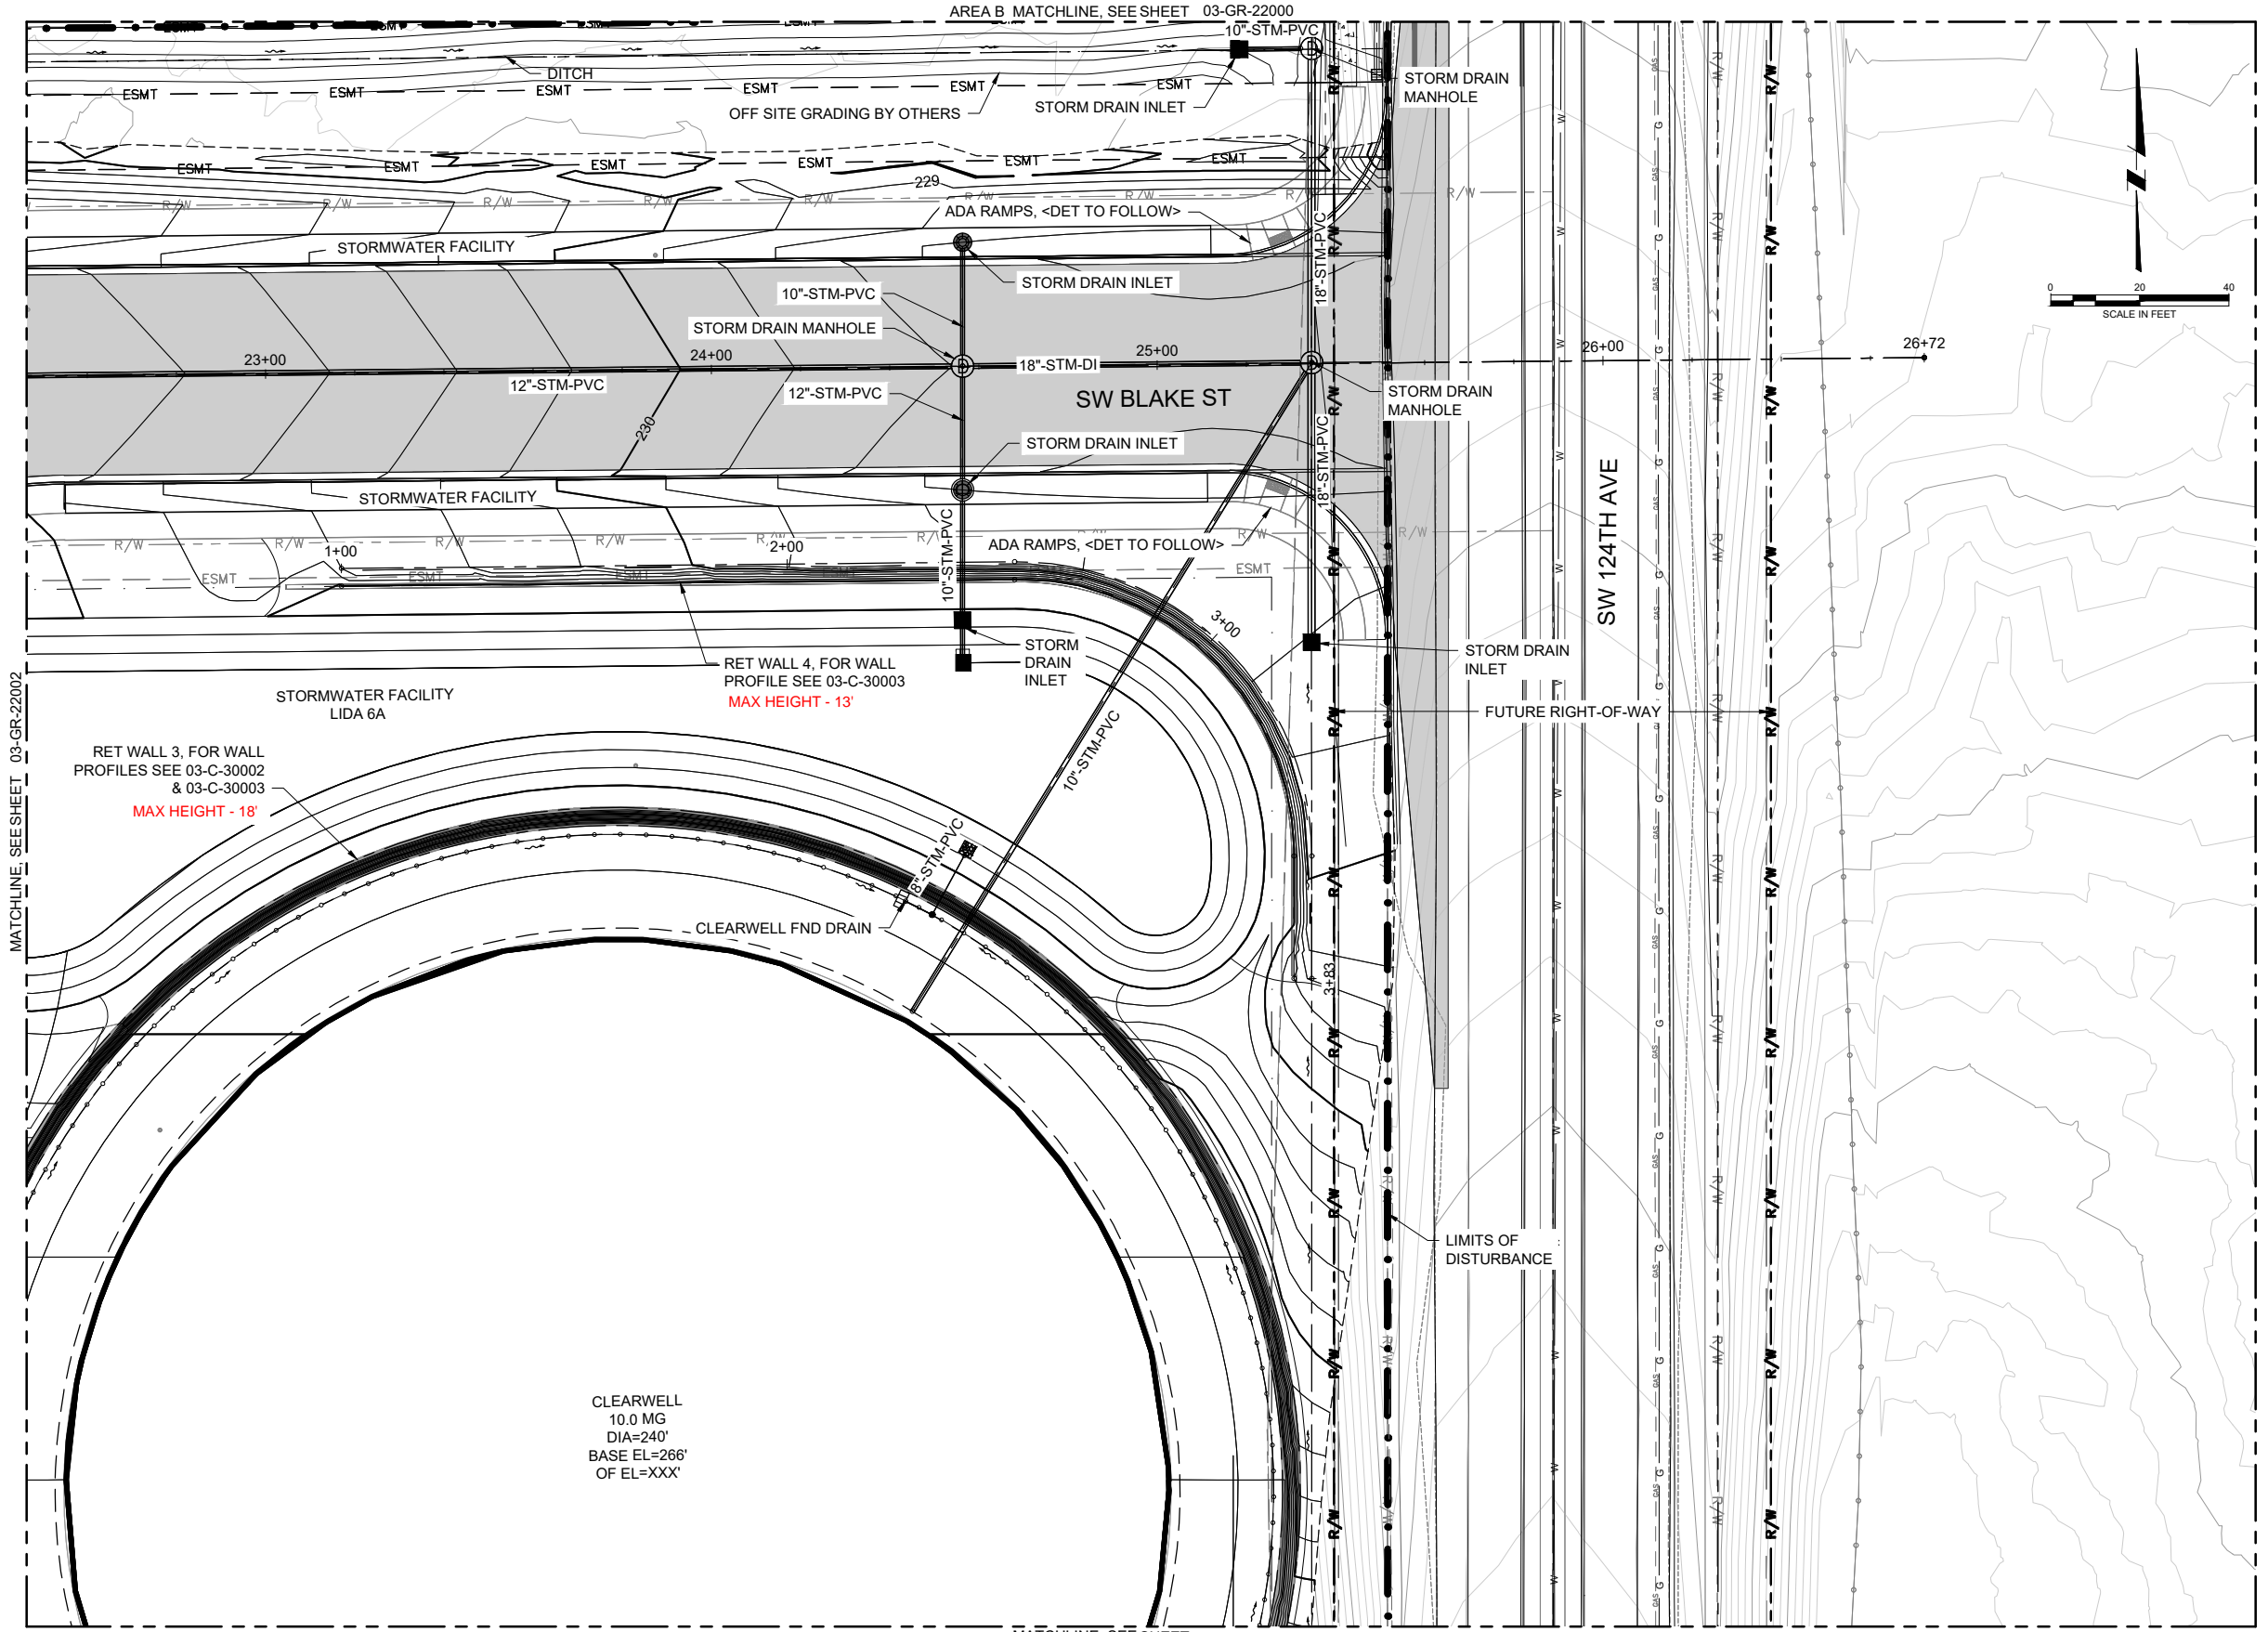 AREA B MATCHLINE, SEE SHEET 03-GR-22000
10"-STM-PVC
DITCH
STORM DRAIN
MANHOLE
ESMT ESMT ESMT ESMT ESMT ESMT
STORM DRAIN INLET
OFF SITE GRADING BY OTHERS
ESMT ESMT ESMT ESMT ESMT ESMT
229
R/W R/W R/W R/W R/W R/W R/W R/W R/W
ADA RAMPS, <DET TO FOLLOW>
STORMWATER FACILITY
18"-STM-PVC
STORM DRAIN INLET
10"-STM-PVC
0 20 40
SCALE IN FEET
STORM DRAIN MANHOLE
23+00
24+00
25+00
26+00
26+72
18"-STM-DI
12"-STM-PVC
12"-STM-PVC
SW BLAKE ST
STORM DRAIN
MANHOLE
230
STORM DRAIN INLET
18"-STM-PVC
STORMWATER FACILITY
SW 124TH AVE
R/W R/W R/W R/W R/W R/W R/W R/W
1+00
2+00
10"-STM-PVC
ADA RAMPS, <DET TO FOLLOW>
ESMT ESMT ESMT ESMT ESMT
3+00
STORM
DRAIN
INLET
STORM DRAIN
INLET
RET WALL 4, FOR WALL
PROFILE SEE 03-C-30003
MAX HEIGHT - 13'
STORMWATER FACILITY
LIDA 6A
FUTURE RIGHT-OF-WAY
MATCHLINE, SEE SHEET 03-GR-22002
RET WALL 3, FOR WALL
PROFILES SEE 03-C-30002
& 03-C-30003
MAX HEIGHT - 18'
10"-STM-PVC
8"-STM-PVC
CLEARWELL FND DRAIN
3+83
LIMITS OF
DISTURBANCE
CLEARWELL
10.0 MG
DIA=240'
BASE EL=266'
OF EL=XXX'
R/W
GAS
G
W
MATCHLINE, SEE SHEET